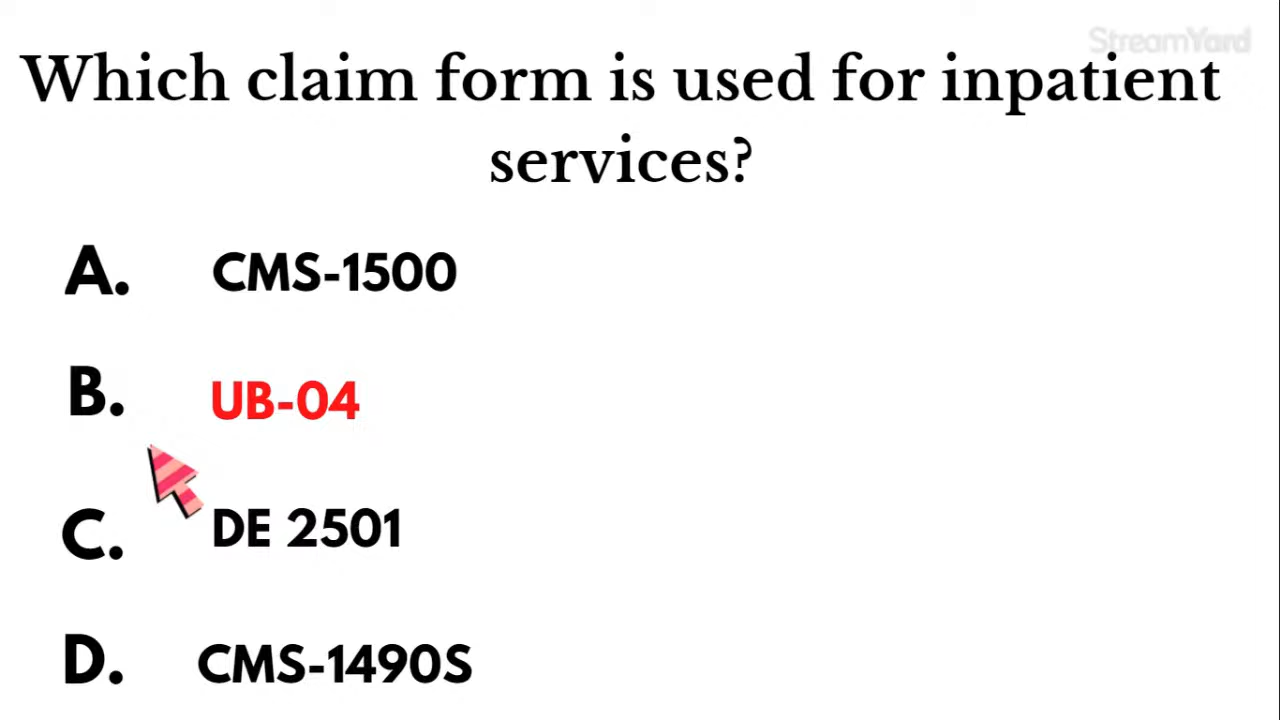 StreamYard
Which claim form is used for inpatient
services?
A. CMS-1500
B. UB-04
C. DE 2501
D. CMS-1490S